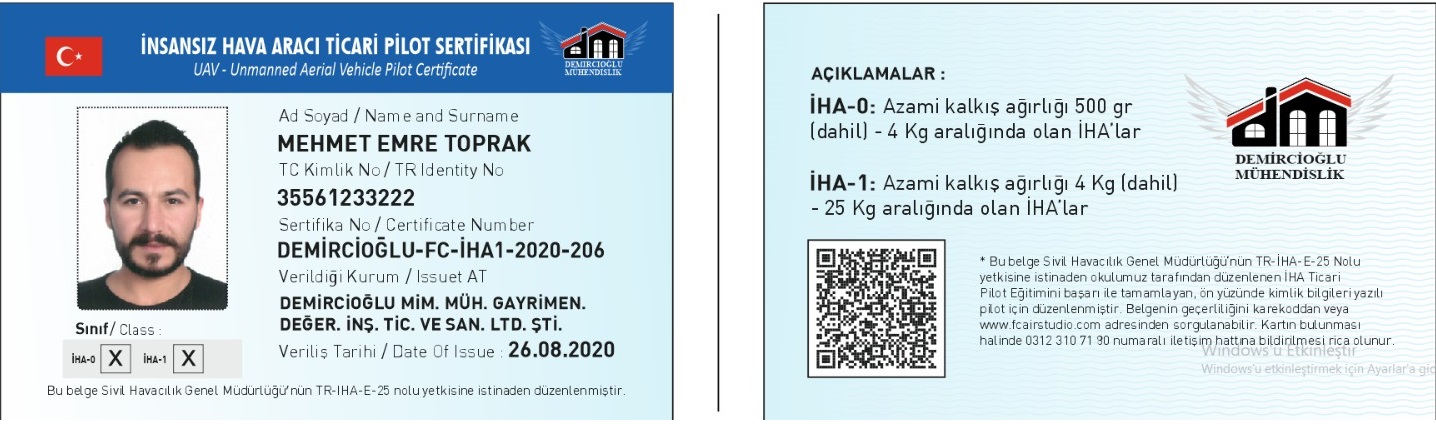 İNSANSIZ HAVA ARACI TİCARİ PİLOT SERTİFİKASI
UAV - Unmanned Aerial Vehicle Pilot Certificate
DEMİRCİOĞLU
MÜHENDİSLİK
Ad Soyad / Name and Surname
MEHMET EMRE TOPRAK
TC Kimlik No / TR Identity No
35561233222
Sertifika No / Certificate Number
DEMİRCİOĞLU-FC-İHA1-2020-206
Verildiği Kurum / Issuet AT
DEMİRCİOĞLU MİM. MÜH. GAYRİMEN.
DEĞER. İNŞ. TİC. VE SAN. LTD. ŞTİ.
Veriliş Tarihi / Date Of Issue : 26.08.2020
Sınıf/ Class :
İHA-0 X İHA-1 X
Bu belge Sivil Havacılık Genel Müdürlüğü'nün TR-IHA-E-25 nolu yetkisine istinaden düzenlenmiştir.
AÇIKLAMALAR :
İHA-0: Azami kalkış ağırlığı 500 gr
(dahil) - 4 Kg aralığında olan İHA'lar
İHA-1: Azami kalkış ağırlığı 4 Kg (dahil)
- 25 Kg aralığında olan İHA'lar
DEMİRCİOĞLU
MÜHENDİSLİK
* Bu belge Sivil Havacılık Genel Müdürlüğü'nün TR-İHA-E-25 Nolu
yetkisine istinaden okulumuz tarafından düzenlenen İHA Ticari
Pilot Eğitimini başarı ile tamamlayan, ön yüzünde kimlik bilgileri yazılı
pilot için düzenlenmiştir. Belgenin geçerliliğini karekoddan veya
www.fcairstudio.com adresinden sorgulanabilir. Kartın bulunması
halinde 0312 310 71 90 numaralı iletişim hattına bildirilmesi rica olunur.
Windows'u Etkinleştir
Windows'u etkinleştirmek için Ayarlar'a gid